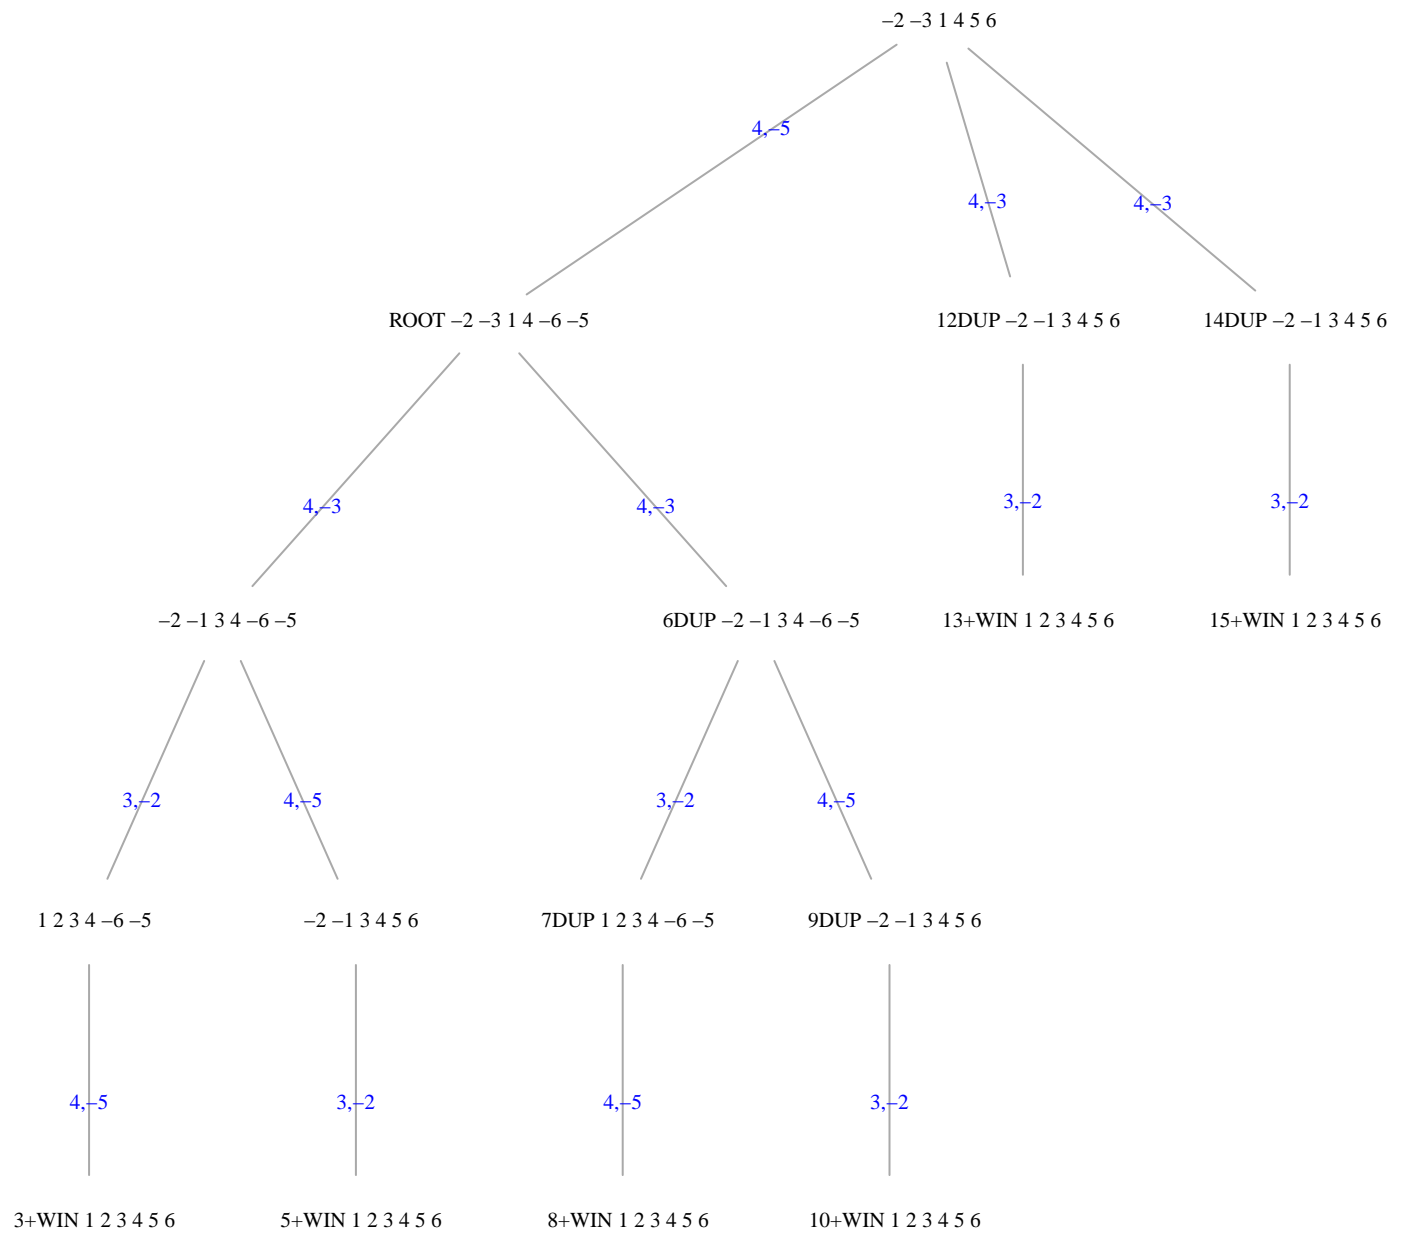 −2 −3 1 4 5 6
4,−5
4,−3
4,−3
ROOT −2 −3 1 4 −6 −5
12DUP −2 −1 3 4 5 6
14DUP −2 −1 3 4 5 6
4,−3
4,−3
3,−2
3,−2
−2 −1 3 4 −6 −5
6DUP −2 −1 3 4 −6 −5
13+WIN 1 2 3 4 5 6
15+WIN 1 2 3 4 5 6
3,−2
4,−5
3,−2
4,−5
1 2 3 4 −6 −5
−2 −1 3 4 5 6
7DUP 1 2 3 4 −6 −5
9DUP −2 −1 3 4 5 6
4,−5
3,−2
4,−5
3,−2
3+WIN 1 2 3 4 5 6
5+WIN 1 2 3 4 5 6
8+WIN 1 2 3 4 5 6
10+WIN 1 2 3 4 5 6